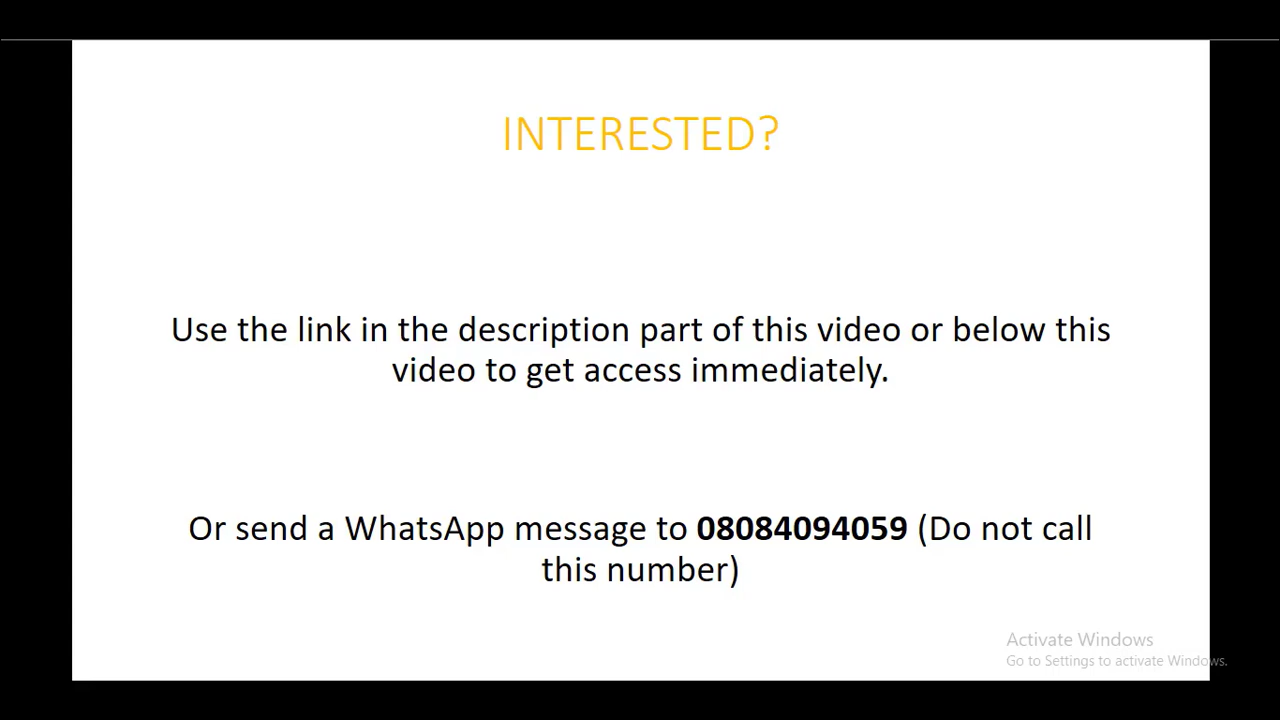 INTERESTED?
Use the link in the description part of this video or below this
video to get access immediately.
Or send a WhatsApp message to 08084094059 (Do not call
this number)
Activate Windows
Go to Settings to activate Windows.